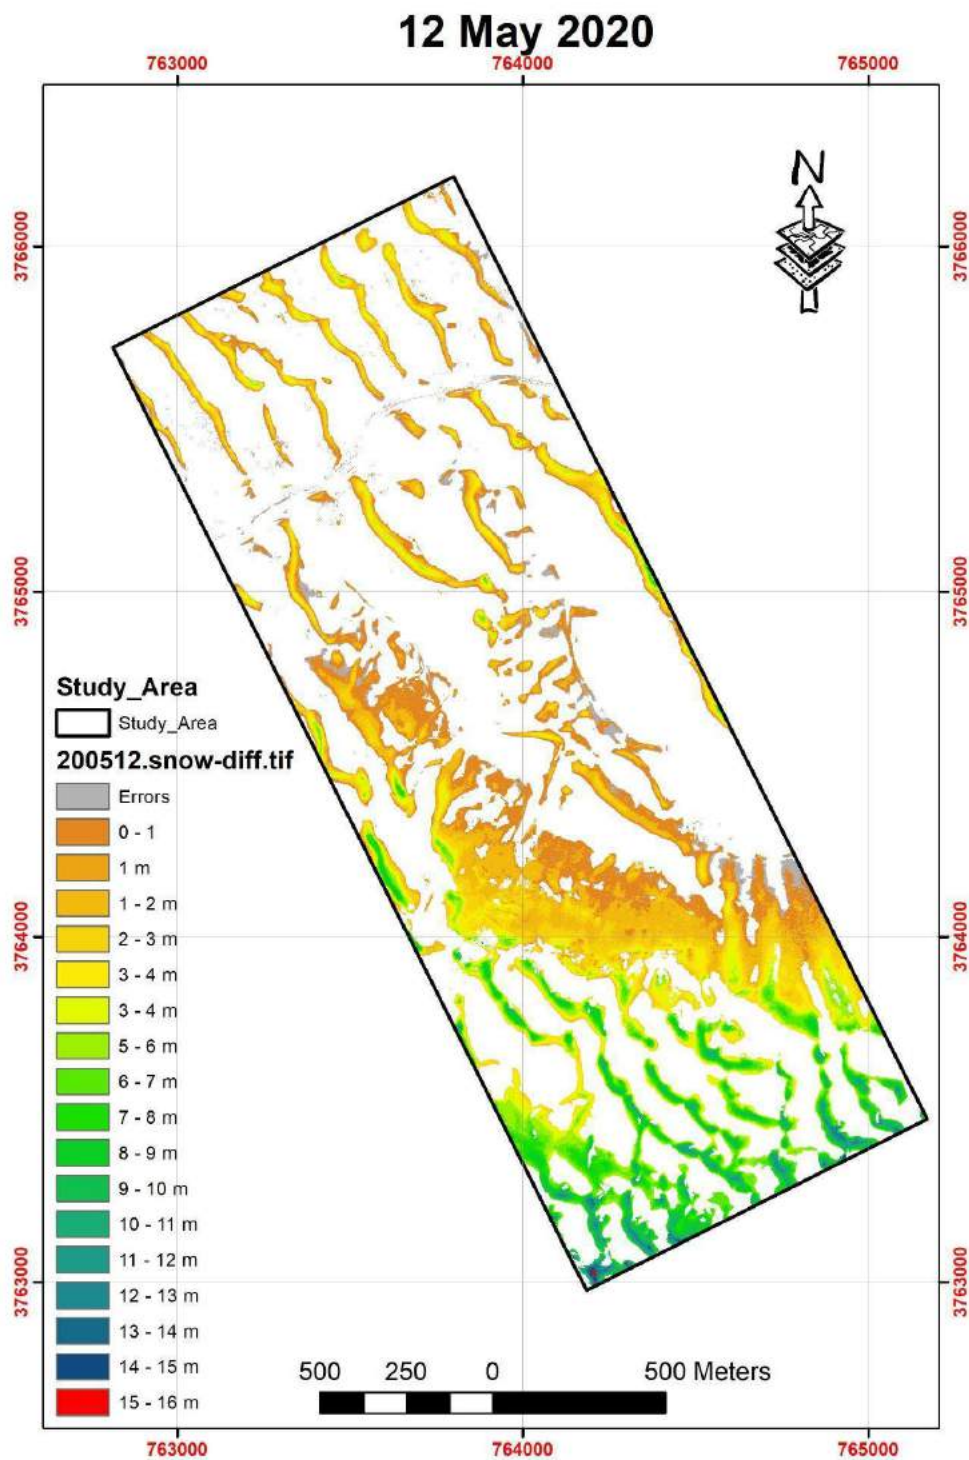 12 May 2020
763000
764000
765000
N
3766000
3766000
3765000
3765000
Study_Area
Study_Area
200512.snow-diff.tif
Errors
0 - 1
1 m
1 - 2 m
2 - 3 m
3 - 4 m
3 - 4 m
5 - 6 m
6 - 7 m
7 - 8 m
8 - 9 m
9 - 10 m
10 - 11 m
11 - 12 m
12 - 13 m
13 - 14 m
14 - 15 m
15 - 16 m
3764000
3764000
3763000
3763000
500 250 0 500 Meters
763000
764000
765000